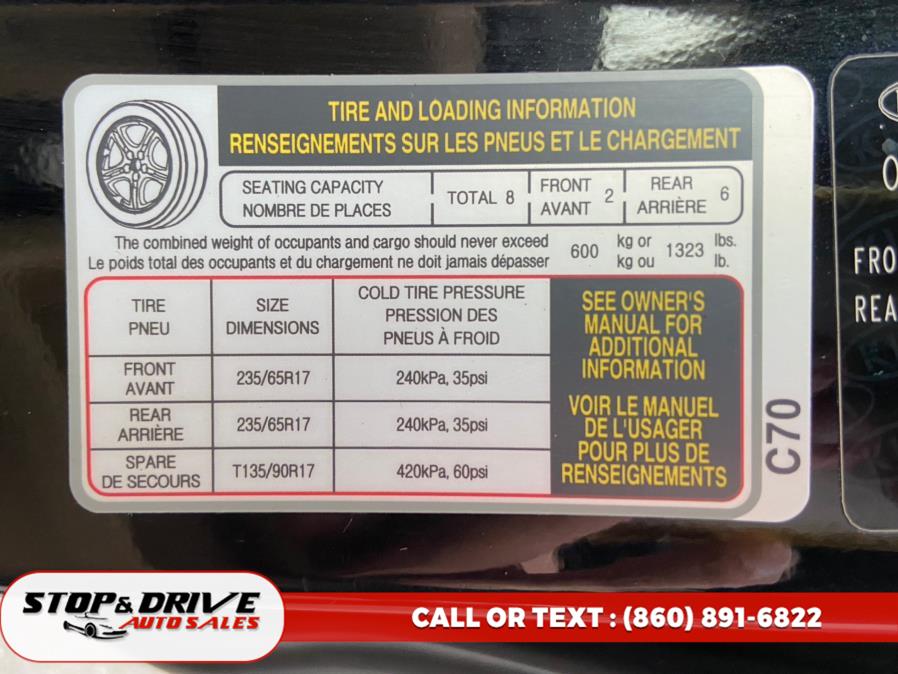 TIRE AND LOADING INFORMATION
RENSEIGNEMENTS SUR LES PNEUS ET LE CHARGEMENT
SEATING CAPACITY
NOMBRE DE PLACES
TOTAL 8
FRONT
AVANT 2
REAR
ARRIÈRE 6
The combined weight of occupants and cargo should never exceed
Le poids total des occupants et du chargement ne doit jamais dépasser
600
kg or
kg ou
1323
lbs.
lb.
TIRE
PNEU
SIZE
DIMENSIONS
COLD TIRE PRESSURE
PRESSION DES
PNEUS À FROID
FRONT
AVANT
235/65R17
240kPa, 35psi
REAR
ARRIÈRE
235/65R17
240kPa, 35psi
SPARE
DE SECOURS
T135/90R17
420kPa, 60psi
SEE OWNER'S
MANUAL FOR
ADDITIONAL
INFORMATION
VOIR LE MANUEL
DE L'USAGER
POUR PLUS DE
RENSEIGNEMENTS
C70
FRO
REA
STOP & DRIVE
AUTO SALES
CALL OR TEXT : (860) 891-6822